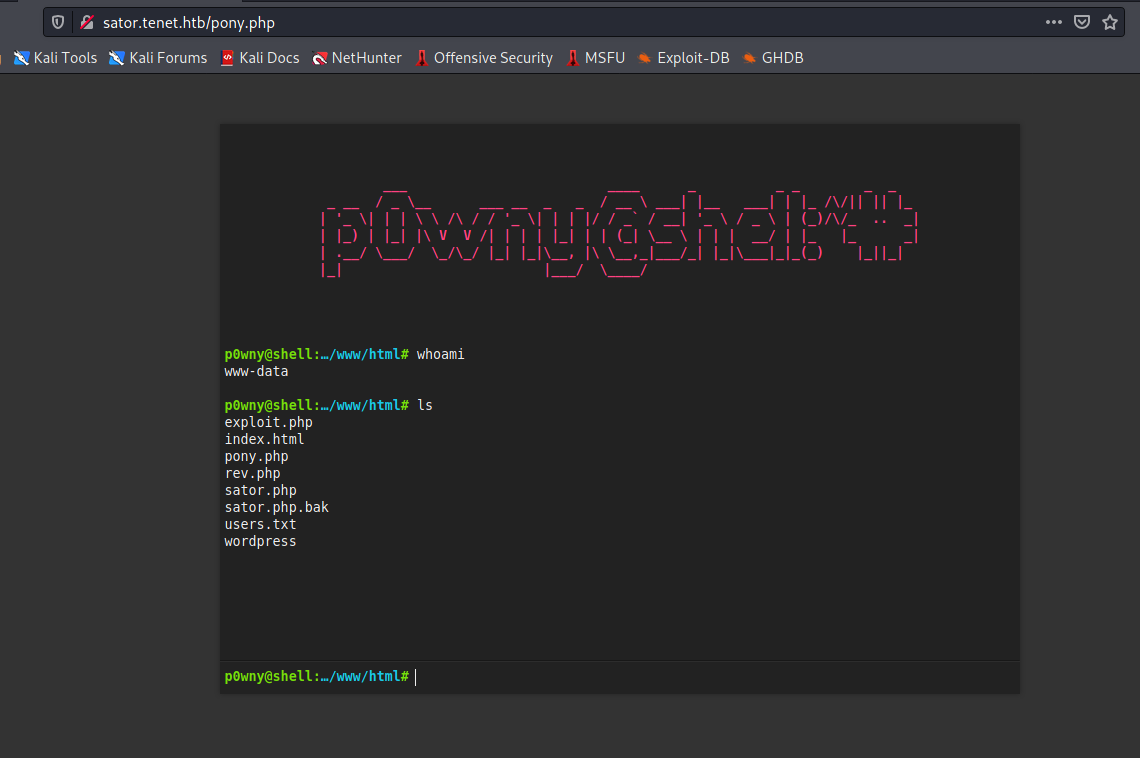 sator.tenet.htb/pony.php
Kali Tools Kali Forums Kali Docs NetHunter Offensive Security MSFU Exploit-DB GHDB
p0wny@shell:~#
p0wny@shell:…/www/html# whoami
www-data
p0wny@shell:…/www/html# ls
exploit.php
index.html
pony.php
rev.php
sator.php
sator.php.bak
users.txt
wordpress
p0wny@shell:…/www/html#